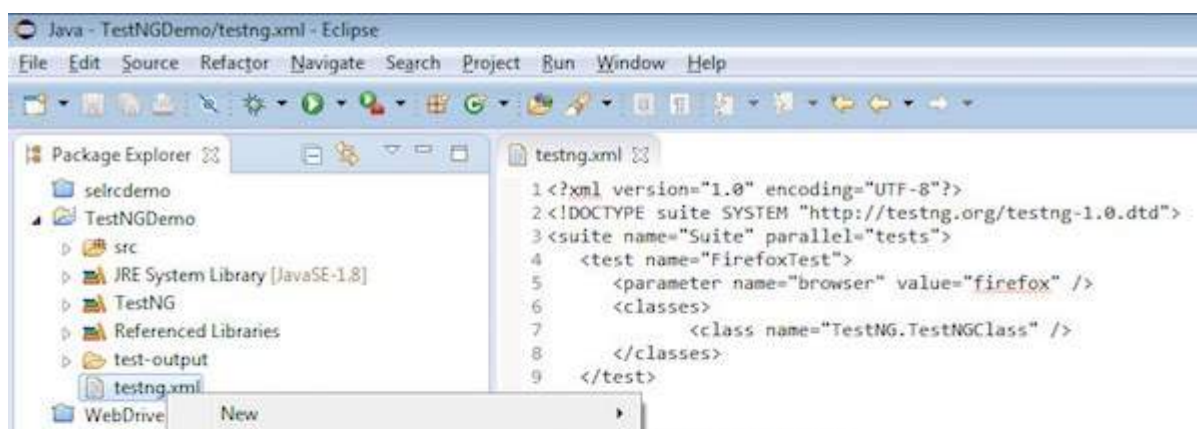 Java - TestNGDemo/testng.xml - Eclipse
File Edit Source Refactor Navigate Search Project Run Window Help
Package Explorer
selrcdemo
TestNGDemo
src
JRE System Library [JavaSE-1.8]
TestNG
Referenced Libraries
test-output
testng.xml
WebDrive
New
testng.xml
1 <?xml version="1.0" encoding="UTF-8"?>
2 <!DOCTYPE suite SYSTEM "http://testng.org/testng-1.0.dtd">
3 <suite name="Suite" parallel="tests">
4 <test name="FirefoxTest">
5 <parameter name="browser" value="firefox" />
6 <classes>
7 <class name="TestNG.TestNGClass" />
8 </classes>
9 </test>